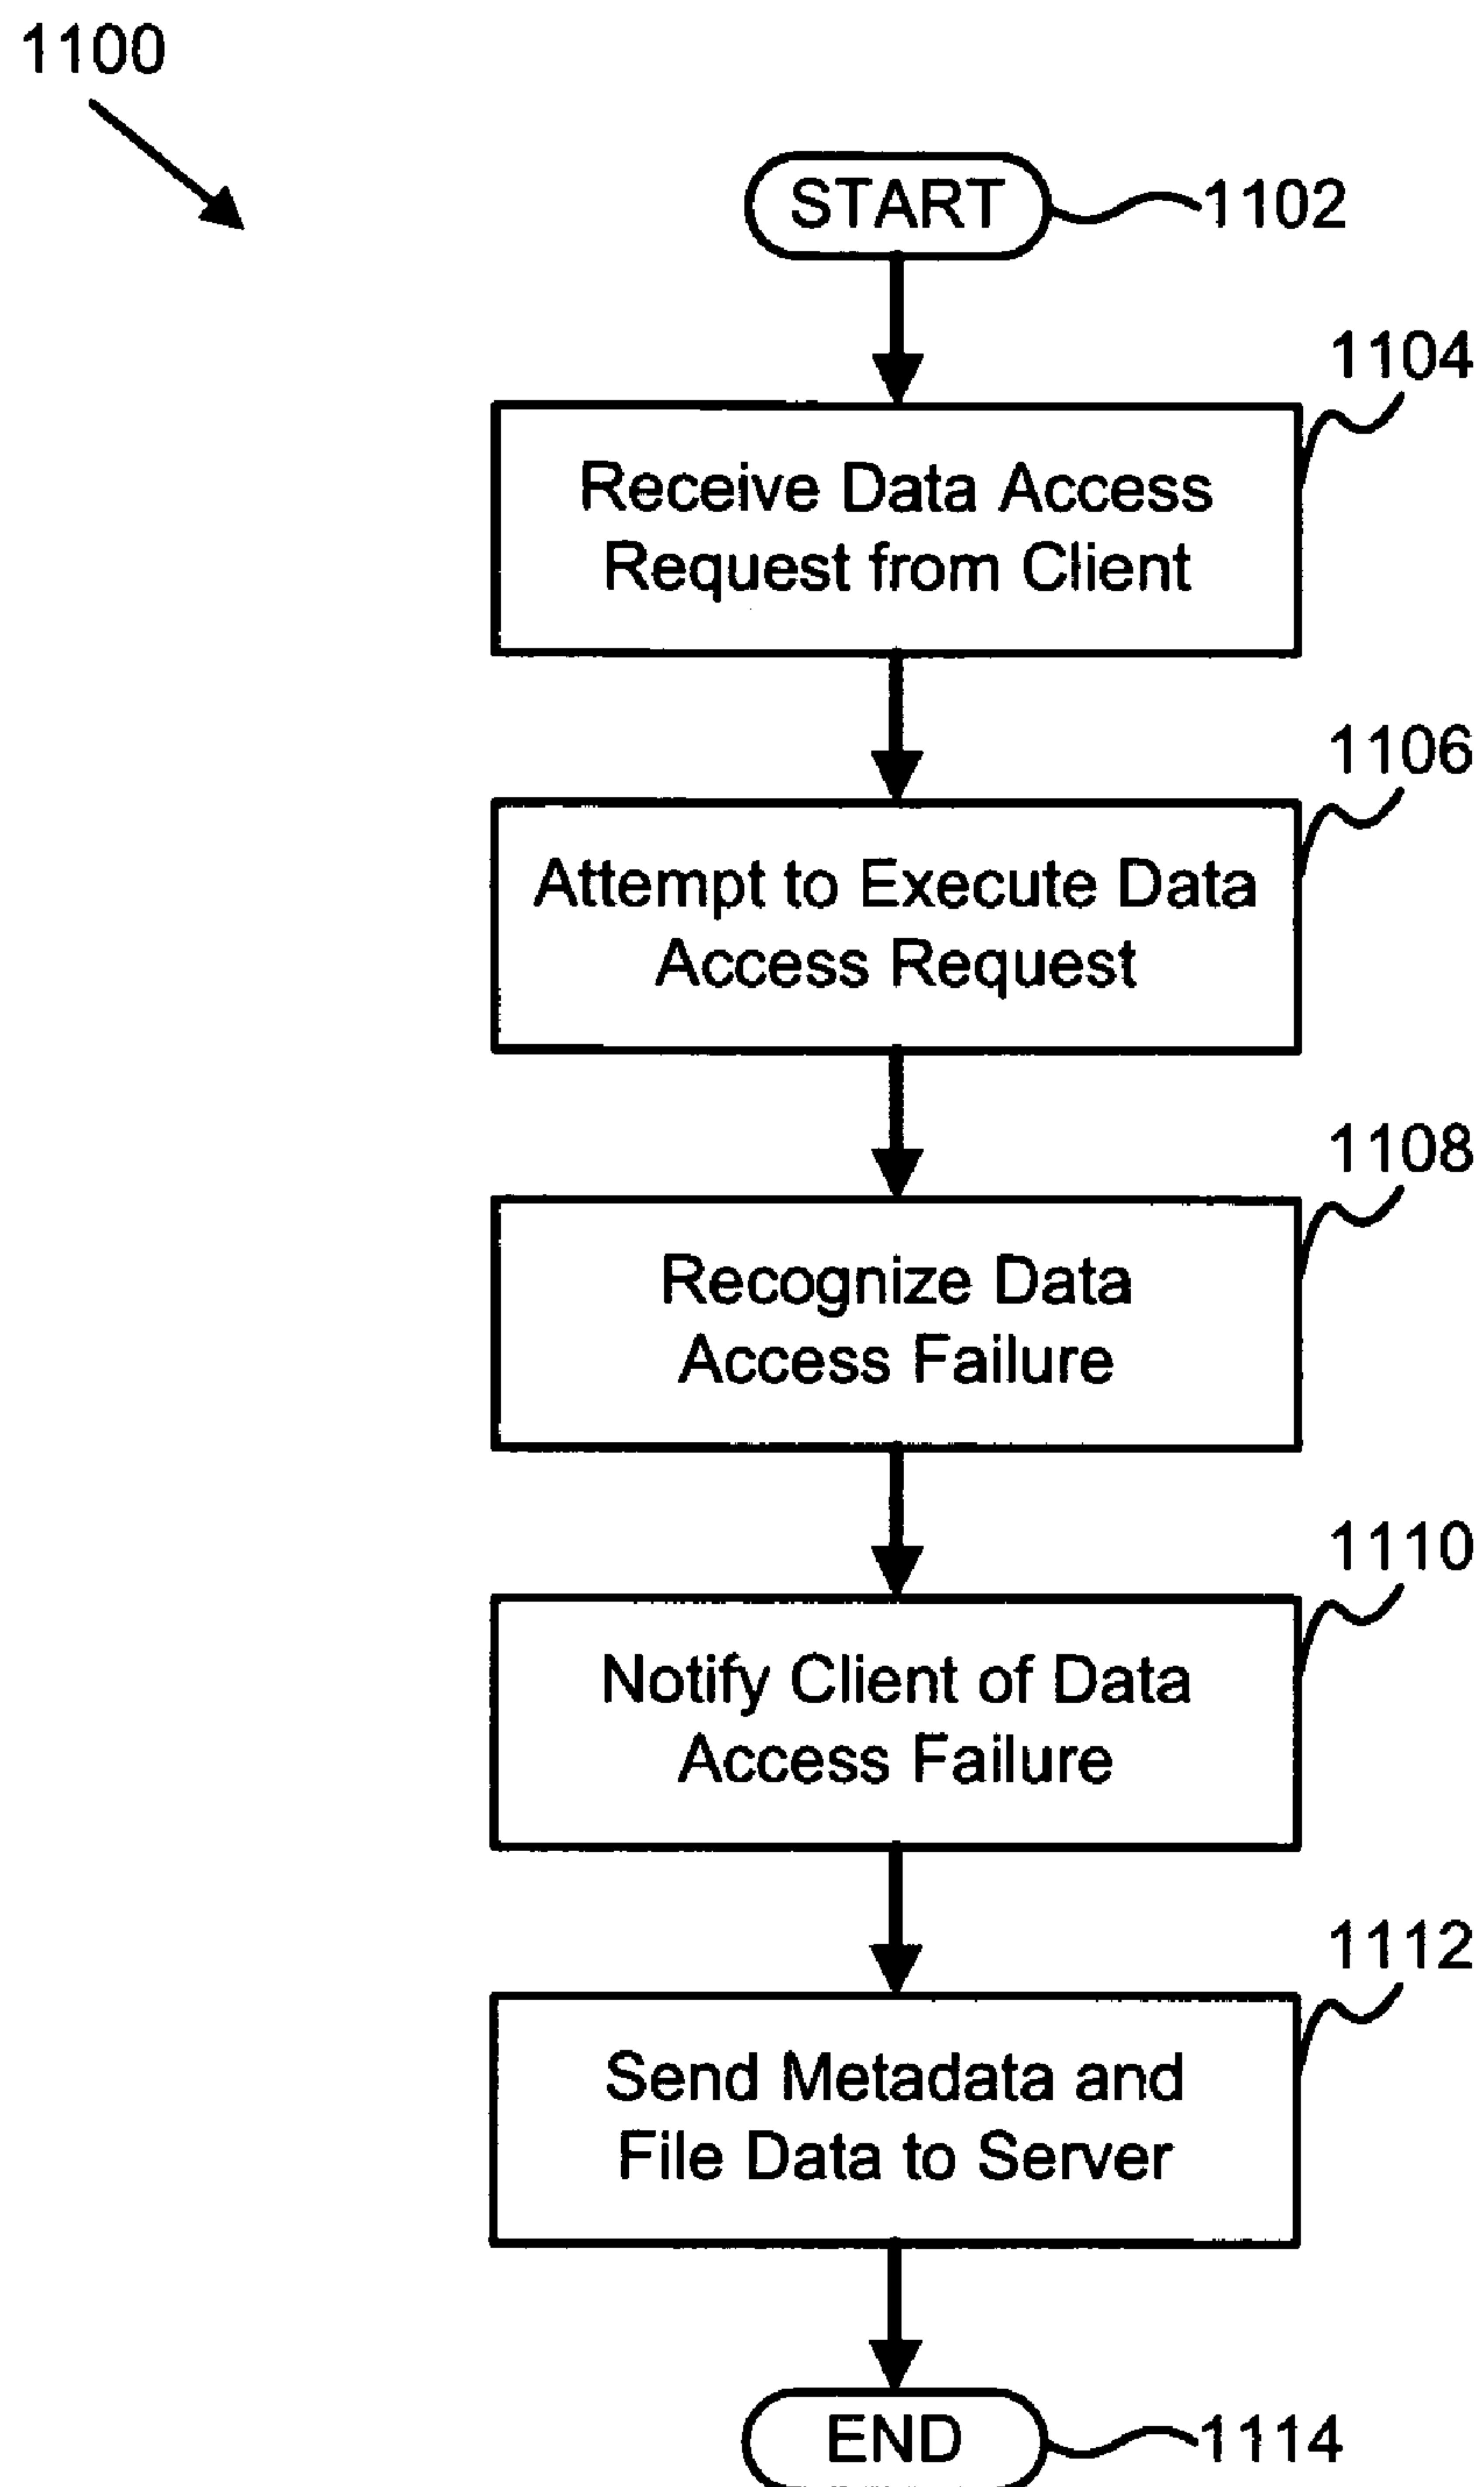 1100
START
1102
1104
Receive Data Access
Request from Client
1106
Attempt to Execute Data
Access Request
1108
Recognize Data
Access Failure
1110
Notify Client of Data
Access Failure
1112
Send Metadata and
File Data to Server
END
1114